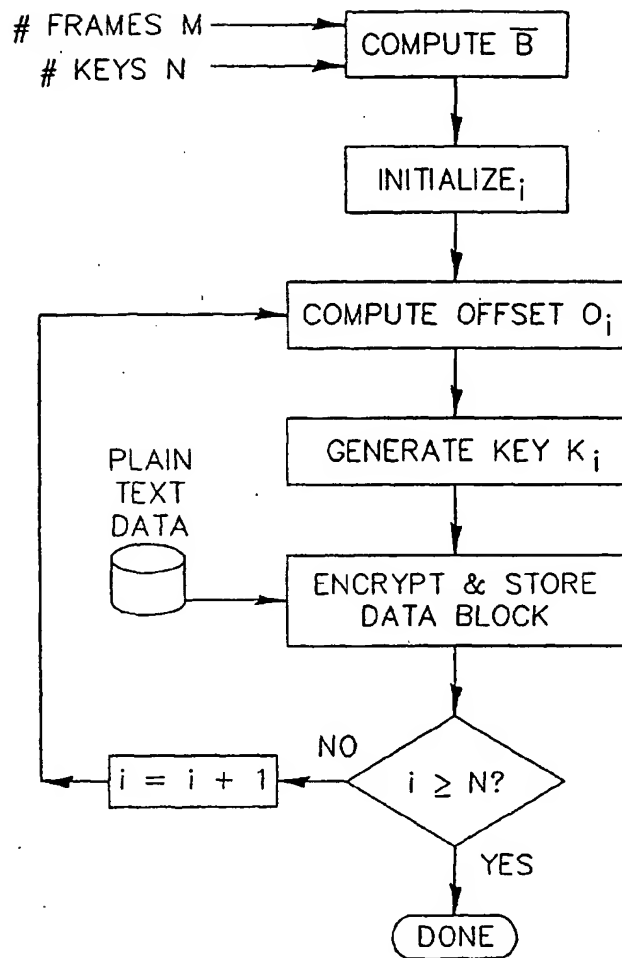 # FRAMES M
# KEYS N
COMPUTE B̅
INITIALIZEi
COMPUTE OFFSET Oi
GENERATE KEY Ki
PLAIN
TEXT
DATA
ENCRYPT & STORE
DATA BLOCK
NO
i = i + 1
i ≥ N?
YES
DONE